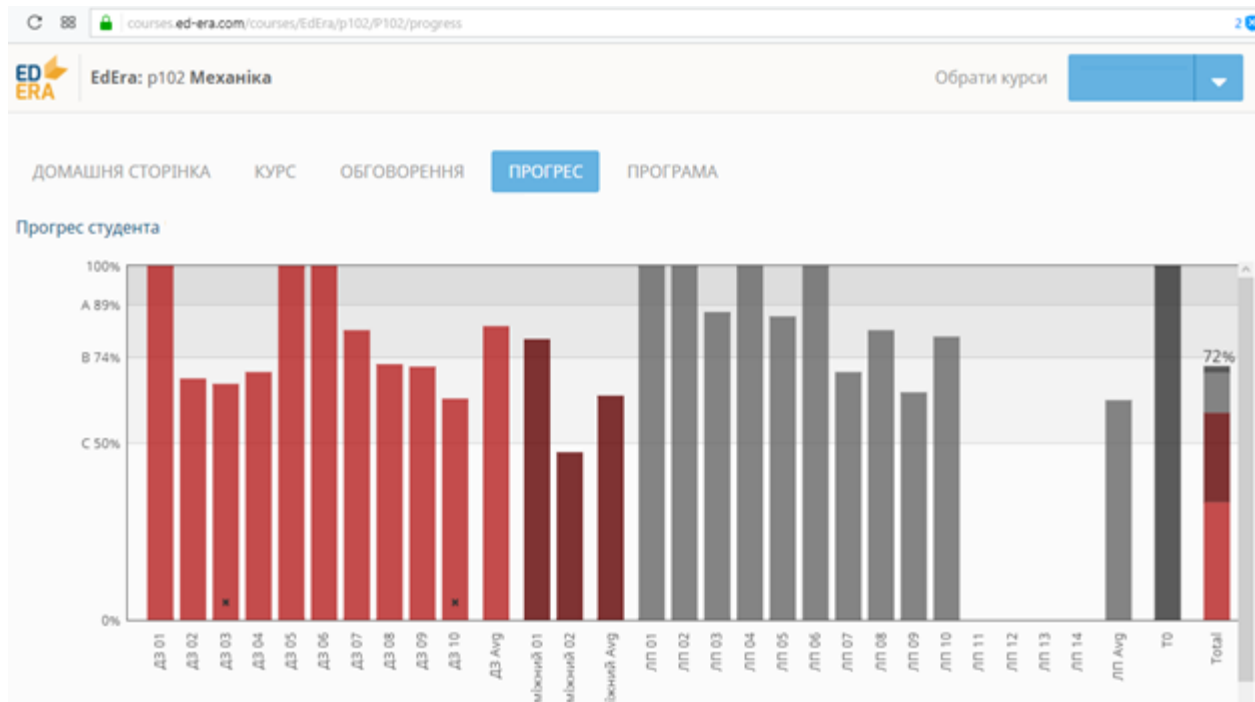 courses.ed-era.com/courses/EdEra/p102/P102/progress
2
ED
ERA
EdEra: p102 Механіка
Обрати курси
ДОМАШНЯ СТОРІНКА КУРС ОБГОВОРЕННЯ ПРОГРЕС ПРОГРАМА
Прогрес студента
100%
A 89%
B 74%
72%
C 50%
0%
ДЗ 01
ДЗ 02
ДЗ 03
ДЗ 04
ДЗ 05
ДЗ 06
ДЗ 07
ДЗ 08
ДЗ 09
ДЗ 10
ДЗ Avg
міжний 01
міжний 02
іжний Avg
ЛП 01
ЛП 02
ЛП 03
ЛП 04
ЛП 05
ЛП 06
ЛП 07
ЛП 08
ЛП 09
ЛП 10
ЛП 11
ЛП 12
ЛП 13
ЛП 14
ЛП Avg
T0
Total